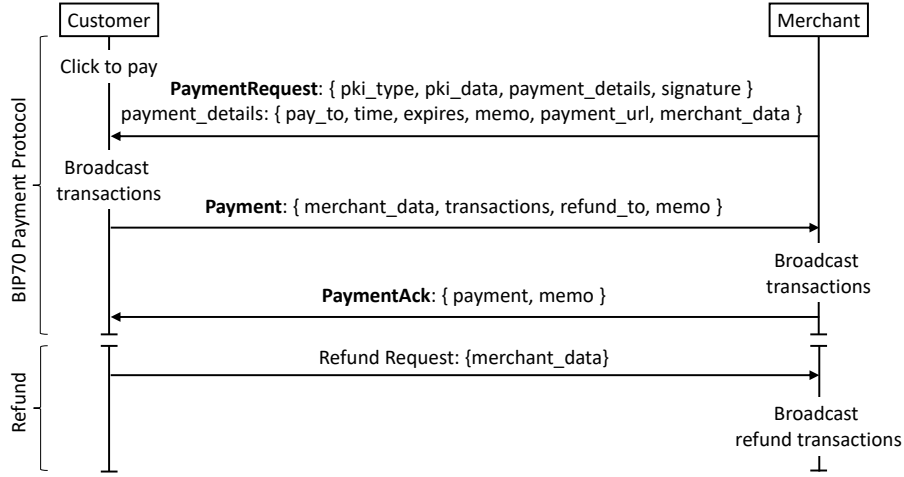 Customer
Merchant
Click to pay
PaymentRequest: { pki_type, pki_data, payment_details, signature }
payment_details: { pay_to, time, expires, memo, payment_url, merchant_data }
Broadcast
transactions
Payment: { merchant_data, transactions, refund_to, memo }
Broadcast
transactions
PaymentAck: { payment, memo }
BIP70 Payment Protocol
Refund Request: {merchant_data}
Broadcast
refund transactions
Refund